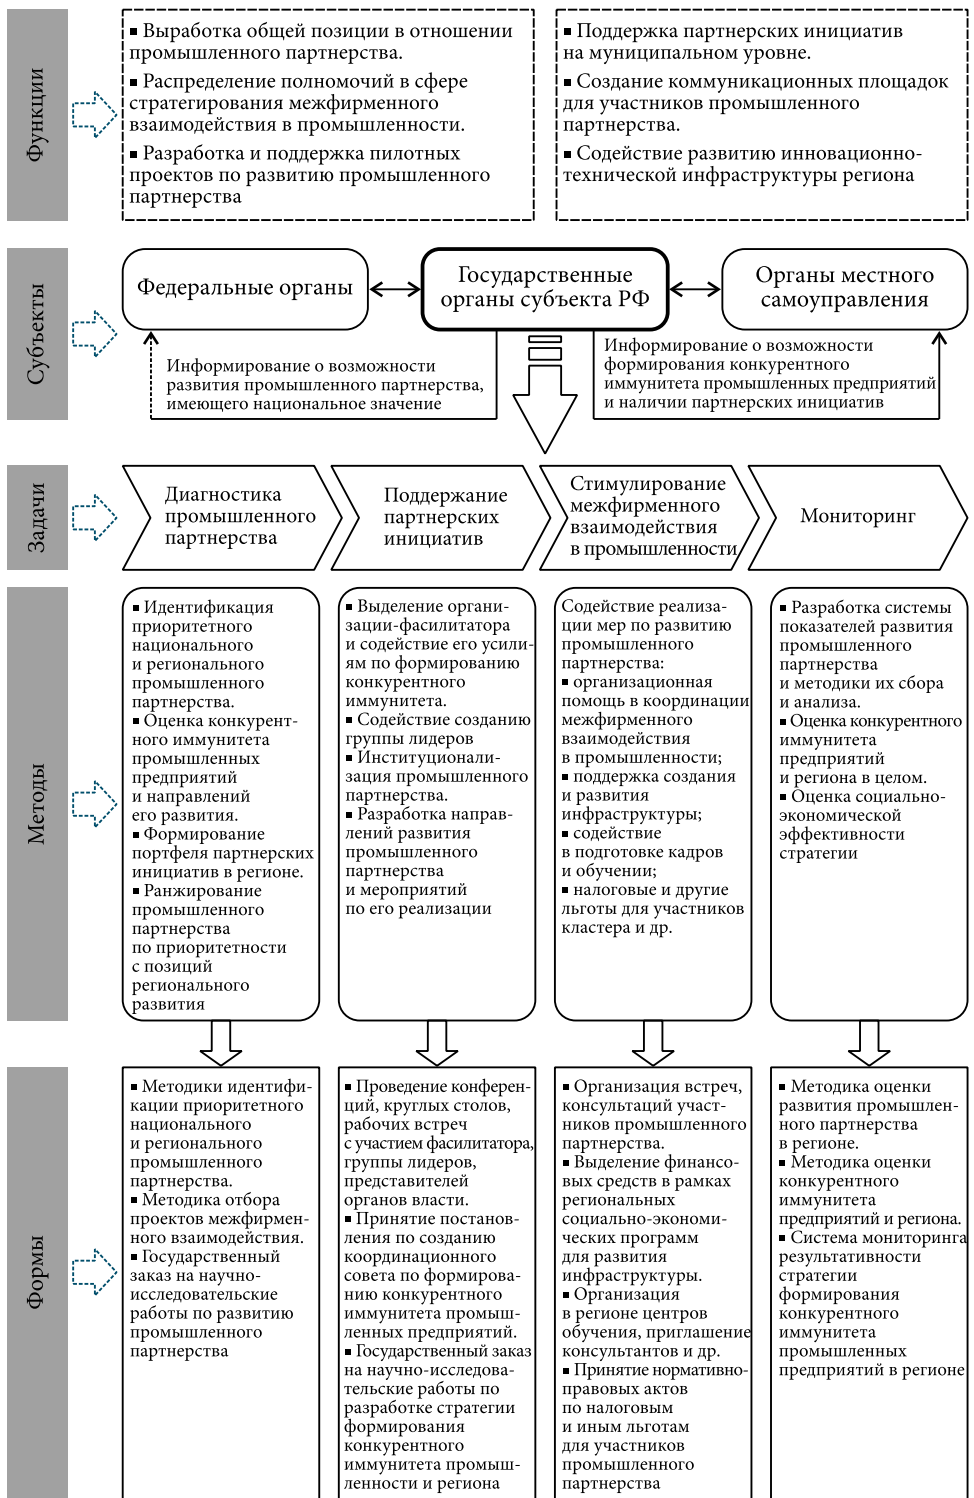 Функции
▪ Выработка общей позиции в отношении
промышленного партнерства.
▪ Распределение полномочий в сфере
стратегирования межфирменного
взаимодействия в промышленности.
▪ Разработка и поддержка пилотных
проектов по развитию промышленного
партнерства
▪ Поддержка партнерских инициатив
на муниципальном уровне.
▪ Создание коммуникационных площадок
для участников промышленного
партнерства.
▪ Содействие развитию инновационно-
технической инфраструктуры региона
Субъекты
Федеральные органы
Государственные
органы субъекта РФ
Органы местного
самоуправления
Информирование о возможности
развития промышленного партнерства,
имеющего национальное значение
Информирование о возможности
формирования конкурентного
иммунитета промышленных предприятий
и наличии партнерских инициатив
Задачи
Диагностика
промышленного
партнерства
Поддержание
партнерских
инициатив
Стимулирование
межфирменного
взаимодействия
в промышленности
Мониторинг
Методы
▪ Идентификация
приоритетного
национального
и регионального
промышленного
партнерства.
▪ Оценка конкурент-
ного иммунитета
промышленных
предприятий
и направлений
его развития.
▪ Формирование
портфеля партнерских
инициатив в регионе.
▪ Ранжирование
промышленного
партнерства
по приоритетности
с позиций
регионального
развития
▪ Выделение органи-
зации-фасилитатора
и содействие его усили-
ям по формированию
конкурентного
иммунитета.
▪ Содействие созданию
группы лидеров
▪ Институционали-
зация промышленного
партнерства.
▪ Разработка направ-
лений развития
промышленного
партнерства
и мероприятий
по его реализации
Содействие реализа-
ции мер по развитию
промышленного
партнерства:
▪ организационная
помощь в координации
межфирменного
взаимодействия
в промышленности;
▪ поддержка создания
и развития
инфраструктуры;
▪ содействие
в подготовке кадров
и обучении;
▪ налоговые и другие
льготы для участников
кластера и др.
▪ Разработка системы
показателей развития
промышленного
партнерства
и методики их сбора
и анализа.
▪ Оценка конкурентного
иммунитета
предприятий
и региона в целом.
▪ Оценка социально-
экономической
эффективности
стратегии
Формы
▪ Методики идентифи-
кации приоритетного
национального
и регионального
промышленного
партнерства.
▪ Методика отбора
проектов межфирмен-
ного взаимодействия.
▪ Государственный
заказ на научно-
исследовательские
работы по развитию
промышленного
партнерства
▪ Проведение конферен-
ций, круглых столов,
рабочих встреч
с участием фасилитатора,
группы лидеров,
представителей
органов власти.
▪ Принятие постанов-
ления по созданию
координационного
совета по формирова-
нию конкурентного
иммунитета промыш-
ленных предприятий.
▪ Государственный заказ
на научно-исследова-
тельские работы по
разработке стратегии
формирования
конкурентного
иммунитета промыш-
ленности и региона
▪ Организация встреч,
консультаций участ-
ников промышленного
партнерства.
▪ Выделение финансо-
вых средств в рамках
региональных
социально-экономи-
ческих программ
для развития
инфраструктуры.
▪ Организация
в регионе центров
обучения, приглашение
консультантов и др.
▪ Принятие нормативно-
правовых актов
по налоговым
и иным льготам
для участников
промышленного
партнерства
▪ Методика оценки
развития промышлен-
ного партнерства
в регионе.
▪ Методика оценки
конкурентного
иммунитета
предприятий и региона.
▪ Система мониторинга
результативности
стратегии
формирования
конкурентного
иммунитета
промышленных
предприятий в регионе